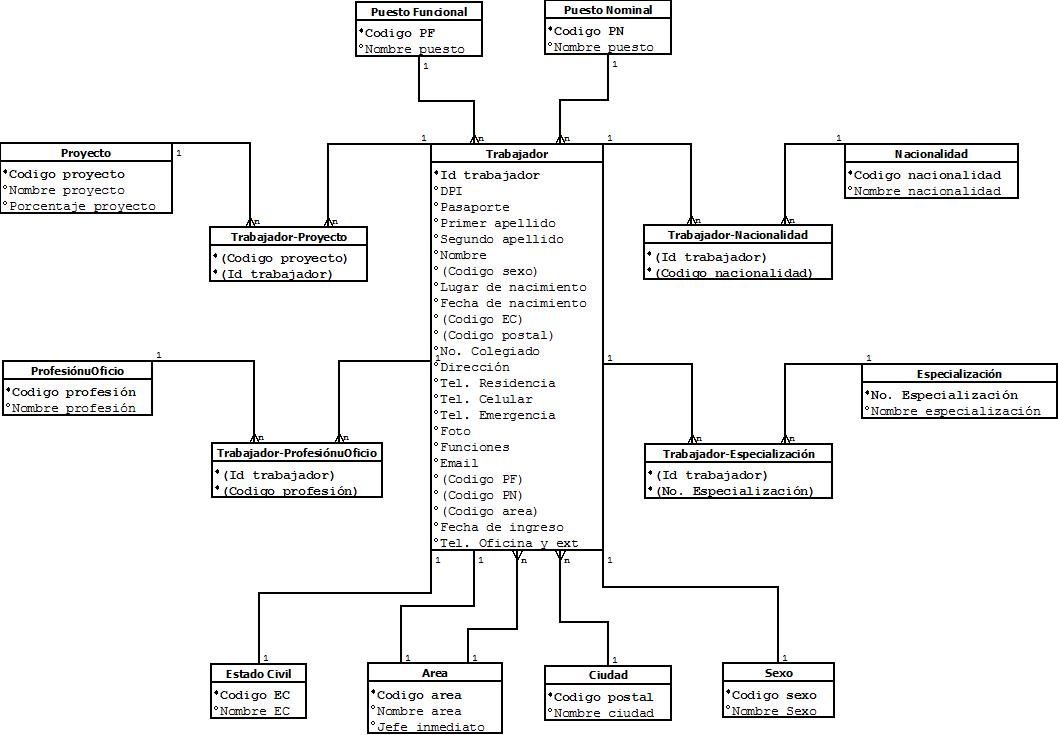 Puesto Funcional
Codigo PF
Nombre puesto
1
Puesto Nominal
Codigo PN
Nombre puesto
1
Proyecto
Codigo proyecto
Nombre proyecto
Porcentaje proyecto
1
n
n
1
Trabajador-Proyecto
(Codigo proyecto)
(Id trabajador)
n
n
Trabajador
Id trabajador
DPI
Pasaporte
Primer apellido
Segundo apellido
Nombre
(Codigo sexo)
Lugar de nacimiento
Fecha de nacimiento
(Codigo EC)
(Codigo postal)
No. Colegiado
Dirección
Tel. Residencia
Tel. Celular
Tel. Emergencia
Foto
Funciones
Email
(Codigo PF)
(Codigo PN)
(Codigo area)
Fecha de ingreso
Tel. Oficina y ext
1
n
n
1
Trabajador-Nacionalidad
(Id trabajador)
(Codigo nacionalidad)
Nacionalidad
Codigo nacionalidad
Nombre nacionalidad
ProfesiónuOficio
Codigo profesión
Nombre profesión
1
n
n
1
Trabajador-ProfesiónuOficio
(Id trabajador)
(Codigo profesión)
1
n
n
1
Trabajador-Especialización
(Id trabajador)
(No. Especialización)
Especialización
No. Especialización
Nombre especialización
1
1
n
n
1
1
Estado Civil
Codigo EC
Nombre EC
1
1
Area
Codigo area
Nombre area
Jefe inmediato
1
Ciudad
Codigo postal
Nombre ciudad
1
Sexo
Codigo sexo
Nombre Sexo